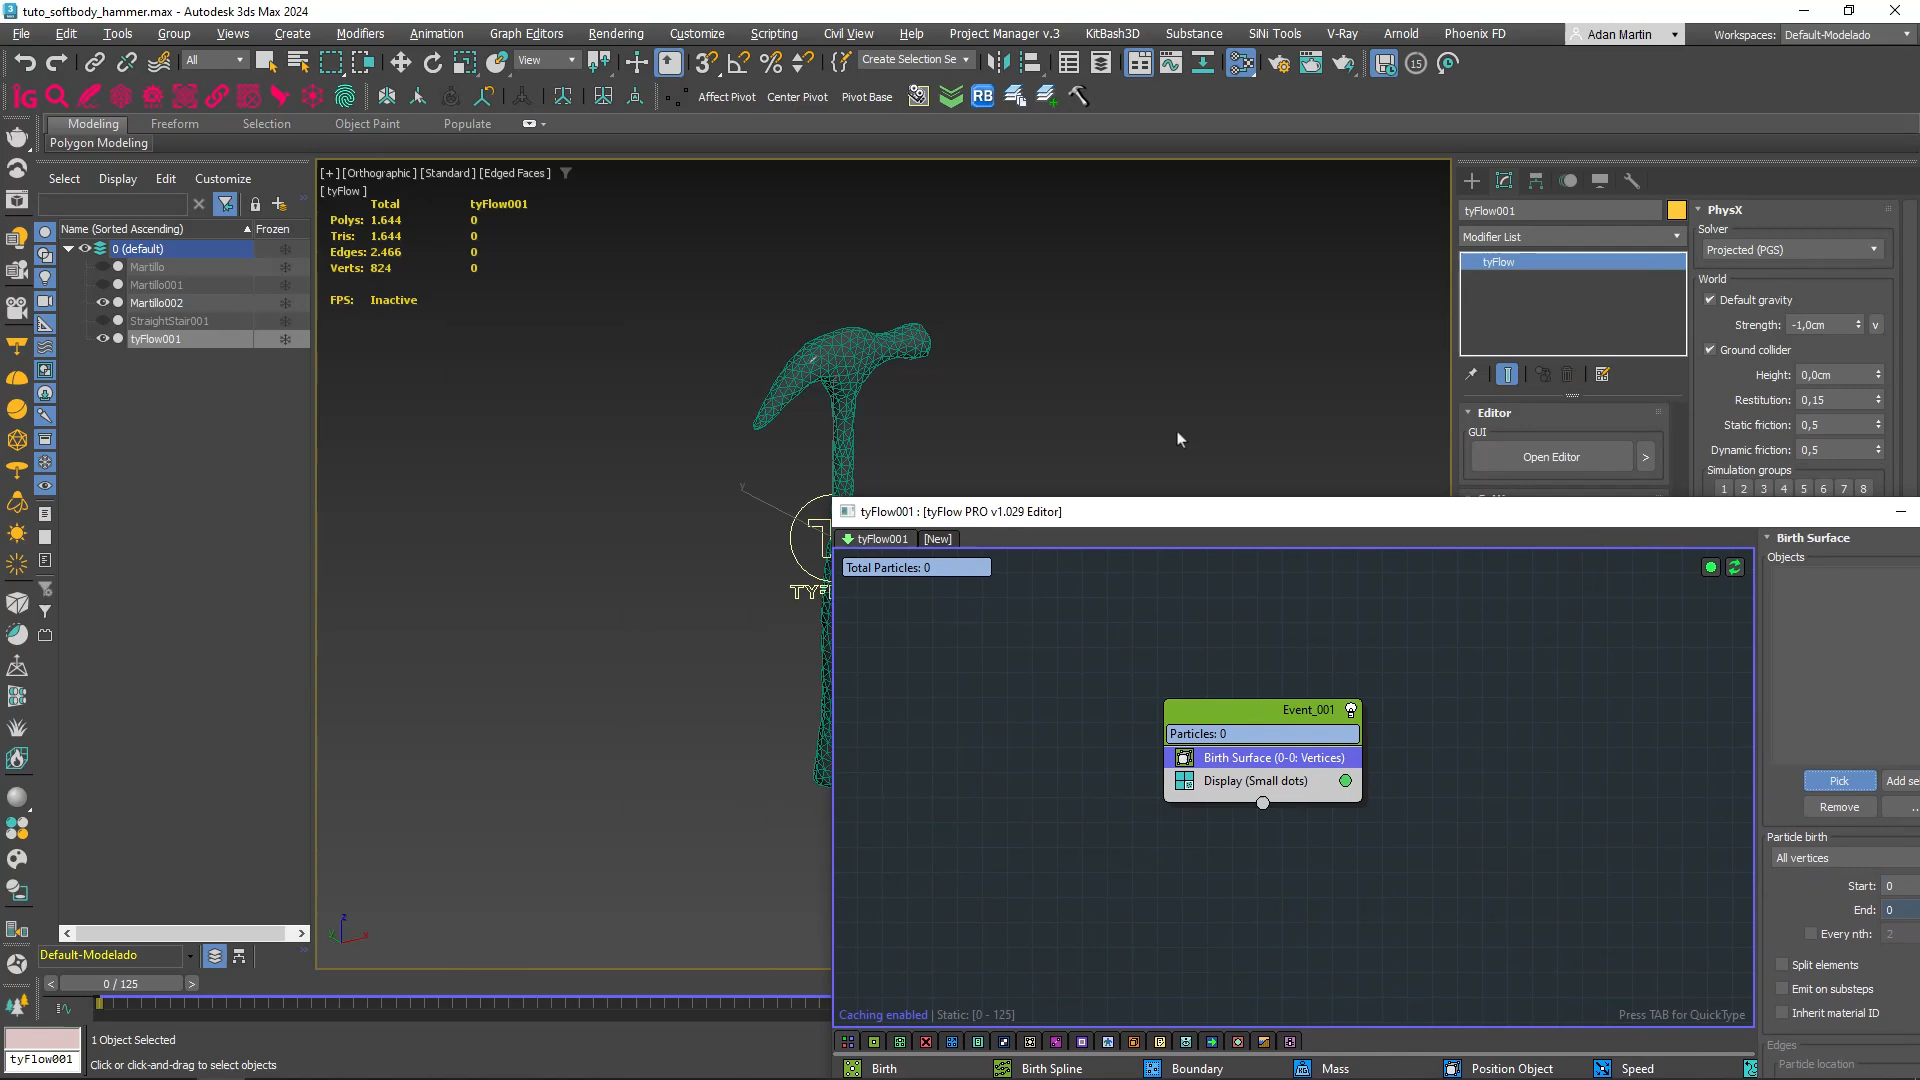 tuto_softbody_hammer.max - Autodesk 3ds Max 2024
File Edit Tools Group Views Create Modifiers Animation Graph Editors Rendering Customize Scripting Civil View Help Project Manager v.3 KitBash3D Substance SiNi Tools V-Ray Arnold Phoenix FD Adan Martin Workspaces: Default-Modelado
All View Create Selection Se 15
Affect Pivot Center Pivot Pivot Base RB
Modeling Freeform Selection Object Paint Populate
Polygon Modeling
Select Display Edit Customize
Name (Sorted Ascending) Frozen
0 (default)
Martillo
Martillo001
Martillo002
StraightStair001
tyFlow001
[+] [Orthographic] [Standard] [Edged Faces]
[tyFlow]
Total tyFlow001
Polys: 1.644 0
Tris: 1.644 0
Edges: 2.466 0
Verts: 824 0
FPS: Inactive
tyFlow001
Modifier List
tyFlow
Editor
GUI
Open Editor >
PhysX
Solver
Projected (PGS)
World
Default gravity
Strength: -1,0cm v
Ground collider
Height: 0,0cm
Restitution: 0,15
Static friction: 0,5
Dynamic friction: 0,5
Simulation groups
1 2 3 4 5 6 7 8
tyFlow001 : [tyFlow PRO v1.029 Editor]
tyFlow001 [New]
Total Particles: 0
Event_001
Particles: 0
Birth Surface (0-0: Vertices)
Display (Small dots)
Caching enabled | Static: [0 - 125] Press TAB for QuickType
Birth Birth Spline Boundary Mass Position Object Speed
Birth Surface
Objects
Pick Add se
Remove ..
Particle birth
All vertices
Start: 0
End: 0
Every nth: 2
Split elements
Emit on substeps
Inherit material ID
Edges
Particle location
Default-Modelado
< 0 / 125 >
1 Object Selected
tyFlow001 Click or click-and-drag to select objects